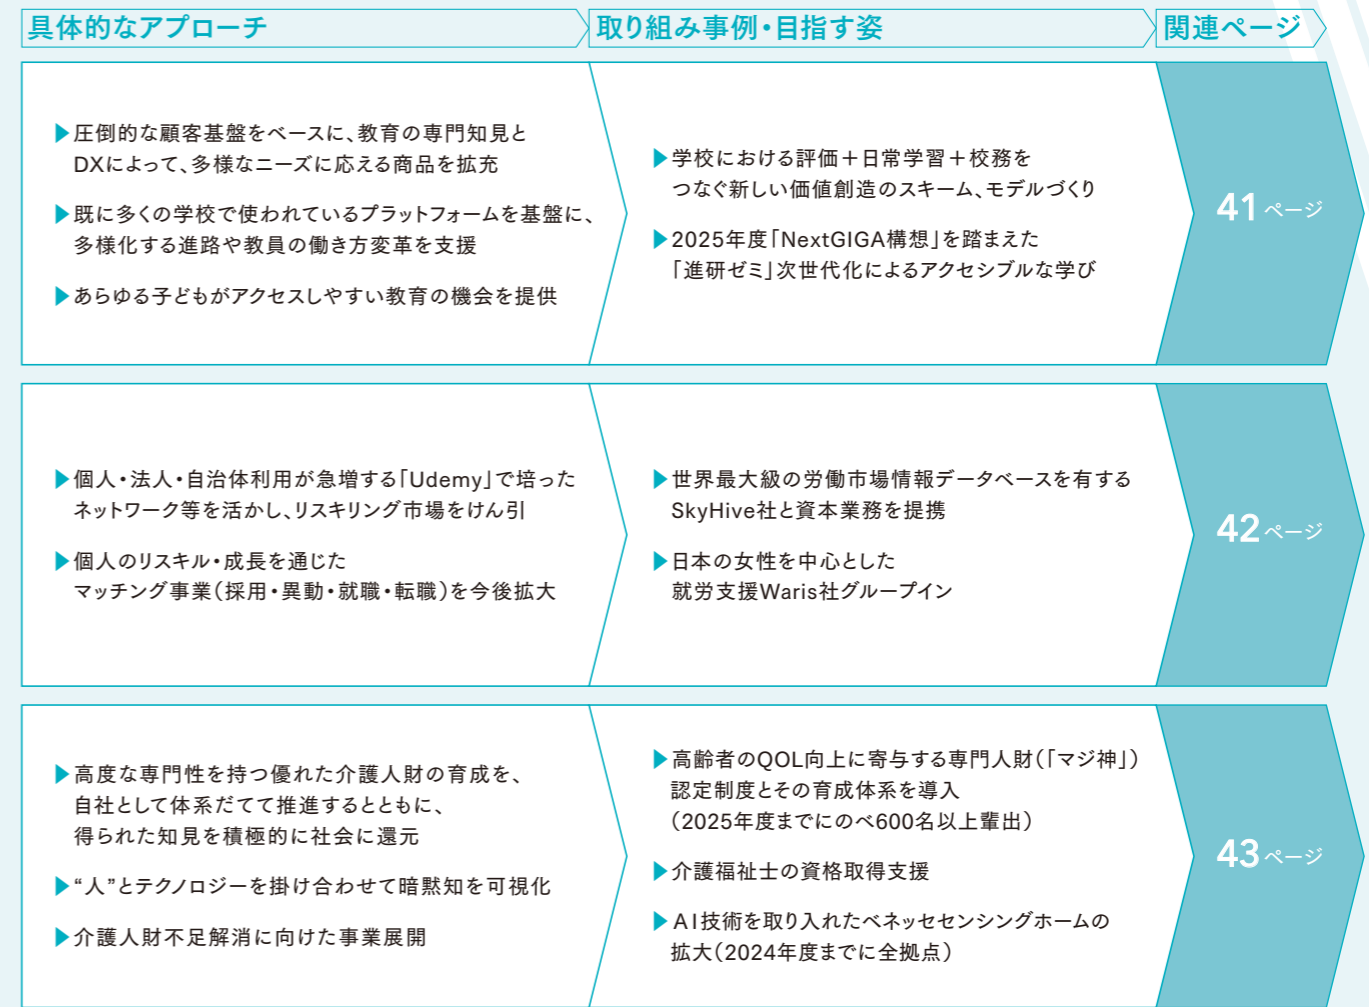 具体的なアプローチ
取り組み事例・目指す姿
関連ページ
▶圧倒的な顧客基盤をベースに、教育の専門知見と
DXによって、多様なニーズに応える商品を拡充
▶既に多くの学校で使われているプラットフォームを基盤に、
多様化する進路や教員の働き方変革を支援
▶あらゆる子どもがアクセスしやすい教育の機会を提供
▶学校における評価＋日常学習＋校務を
つなぐ新しい価値創造のスキーム、モデルづくり
▶2025年度「NextGIGA構想」を踏まえた
「進研ゼミ」次世代化によるアクセシブルな学び
41ページ
▶個人・法人・自治体利用が急増する「Udemy」で培った
ネットワーク等を活かし、リスキリング市場をけん引
▶個人のリスキル・成長を通じた
マッチング事業（採用・異動・就職・転職）を今後拡大
▶世界最大級の労働市場情報データベースを有する
SkyHive社と資本業務を提携
▶日本の女性を中心とした
就労支援Waris社グループイン
42ページ
▶高度な専門性を持つ優れた介護人財の育成を、
自社として体系だてて推進するとともに、
得られた知見を積極的に社会に還元
▶“人”とテクノロジーを掛け合わせて暗黙知を可視化
▶介護人財不足解消に向けた事業展開
▶高齢者のQOL向上に寄与する専門人財（「マジ神」）
認定制度とその育成体系を導入
（2025年度までにのべ600名以上輩出）
▶介護福祉士の資格取得支援
▶AI技術を取り入れたベネッセセンシングホームの
拡大（2024年度までに全拠点）
43ページ